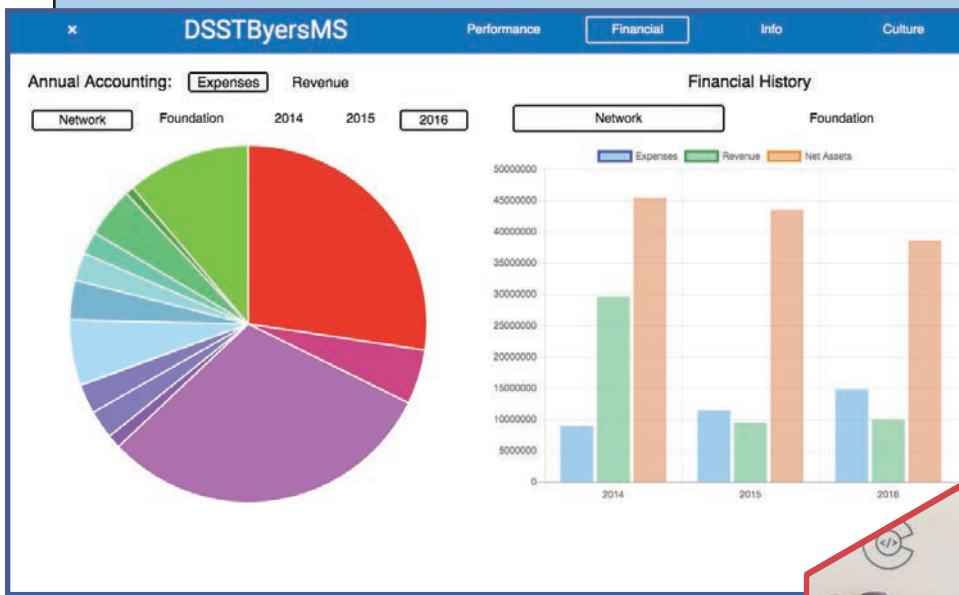 × DSSTByersMS Performance Financial Info Culture
Annual Accounting: Expenses Revenue
Network Foundation 2014 2015 2016
Financial History
Network Foundation
Expenses Revenue Net Assets
50000000
45000000
40000000
35000000
30000000
25000000
20000000
15000000
10000000
5000000
0
2014 2015 2016
</>